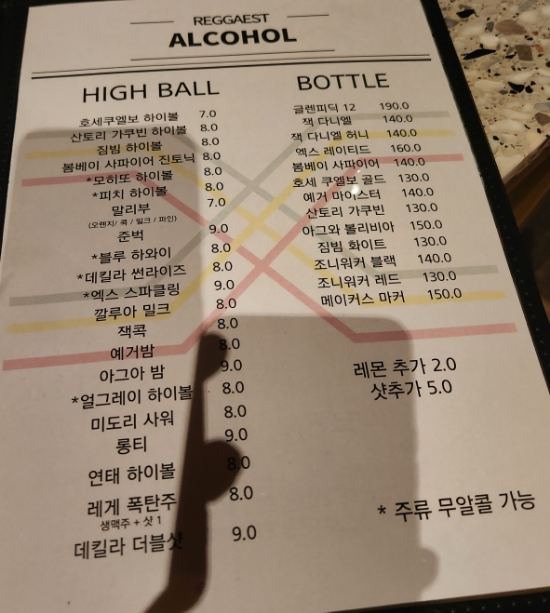 REGGAEST
ALCOHOL
HIGH BALL
호세쿠엘보 하이볼 7.0
산토리 가쿠빈 하이볼 8.0
짐빔 하이볼 8.0
봄베이 사파이어 진토닉 8.0
*모히또 하이볼 8.0
*피치 하이볼 8.0
말리부 7.0
(오렌지/ 콕 / 밀크 / 파인)
준벅 9.0
*블루 하와이 8.0
*데킬라 썬라이즈 8.0
*엑스 스파클링 9.0
깔루아 밀크 8.0
잭콕 8.0
예거밤 8.0
아그아 밤 9.0
*얼그레이 하이볼 8.0
미도리 사워 8.0
롱티 9.0
연태 하이볼 8.0
레게 폭탄주 8.0
생맥주 + 샷 1
데킬라 더블샷 9.0
BOTTLE
글렌피딕 12 190.0
잭 다니엘 140.0
잭 다니엘 허니 140.0
엑스 레이티드 160.0
봄베이 사파이어 140.0
호세 쿠엘보 골드 130.0
예거 마이스터 140.0
산토리 가쿠빈 130.0
아그와 볼리비아 150.0
짐빔 화이트 130.0
조니워커 블랙 140.0
조니워커 레드 130.0
메이커스 마커 150.0
레몬 추가 2.0
샷추가 5.0
* 주류 무알콜 가능